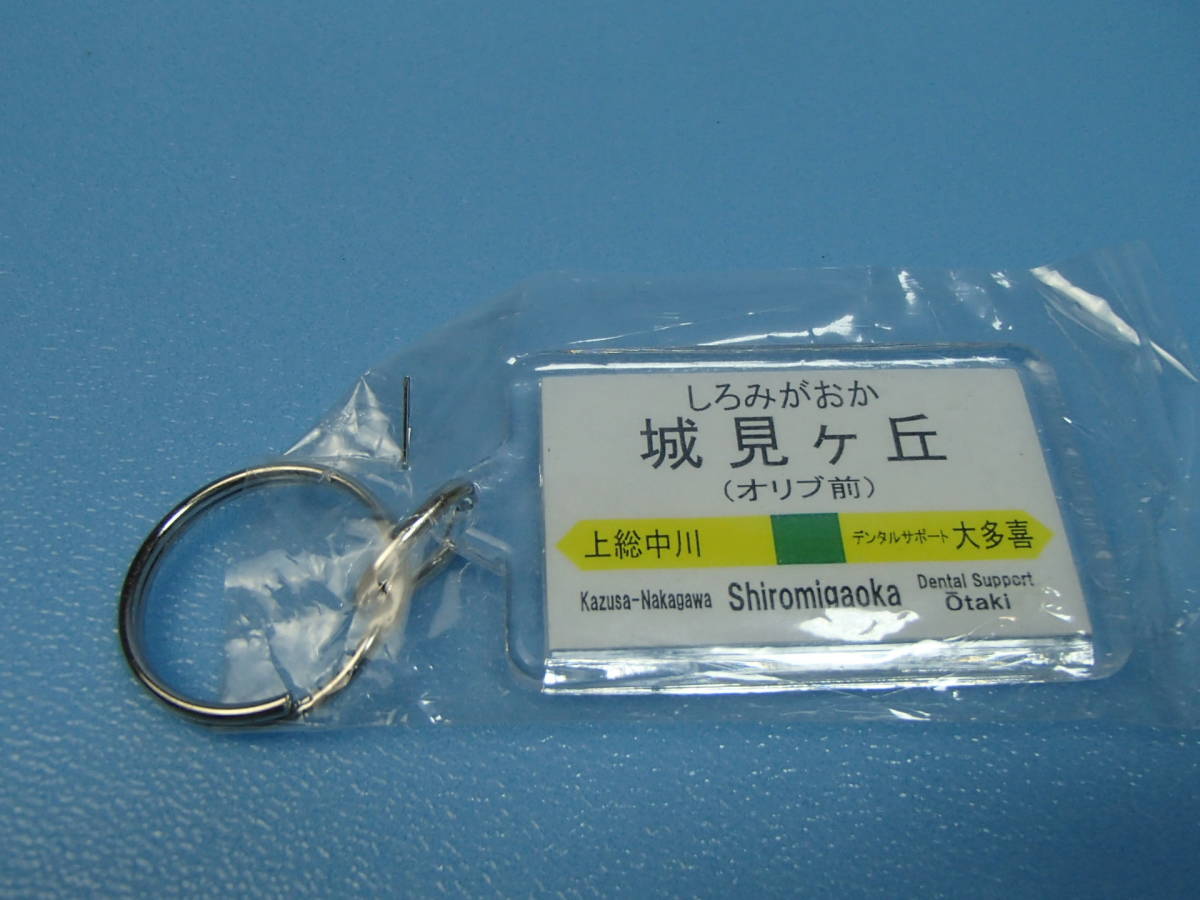 しろみがおか
城見ヶ丘
(オリブ前)
上総中川 デンタルサポート 大多喜
Kazusa-Nakagawa Shiromigaoka Dental Support Ōtaki